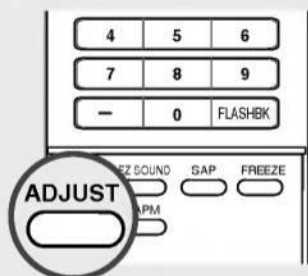 4 5 6
7 8 9
– 0 FLASHBK
EZ SOUND SAP FREEZE
ADJUST
APM